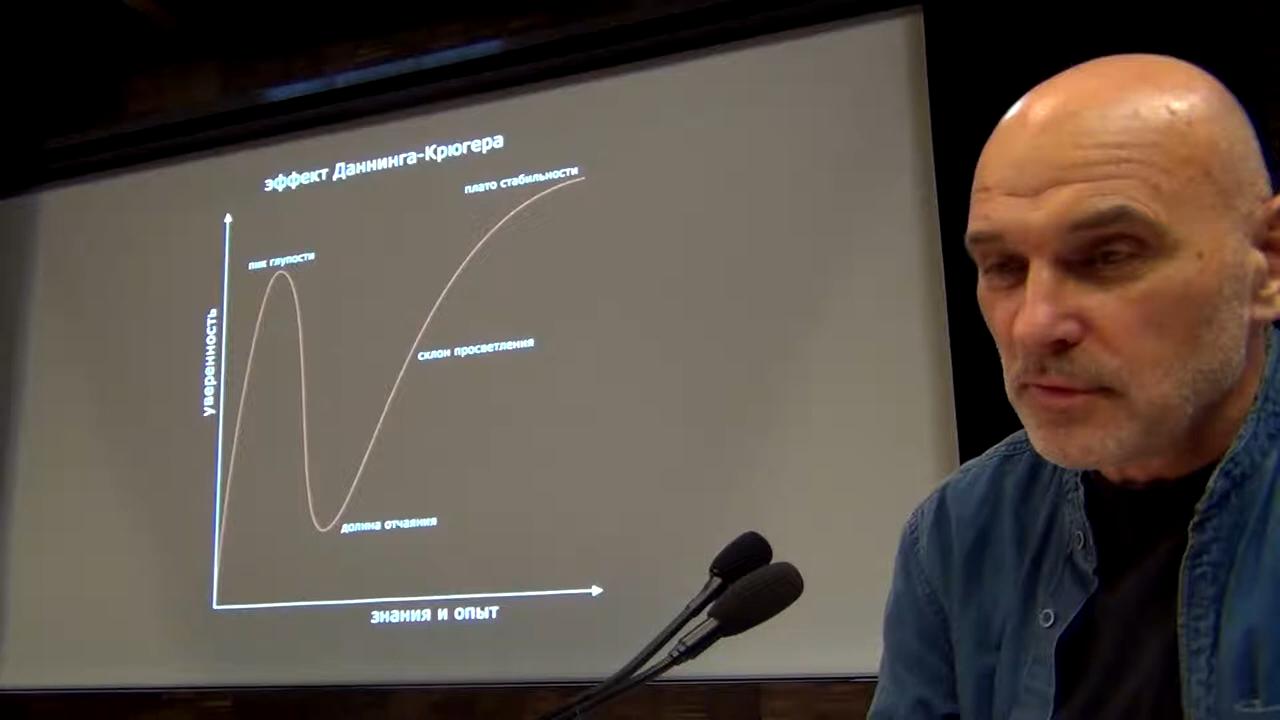 эффект Даннинга-Крюгера
плато стабильности
пик глупости
уверенность
склон просветления
долина отчаяния
знания и опыт